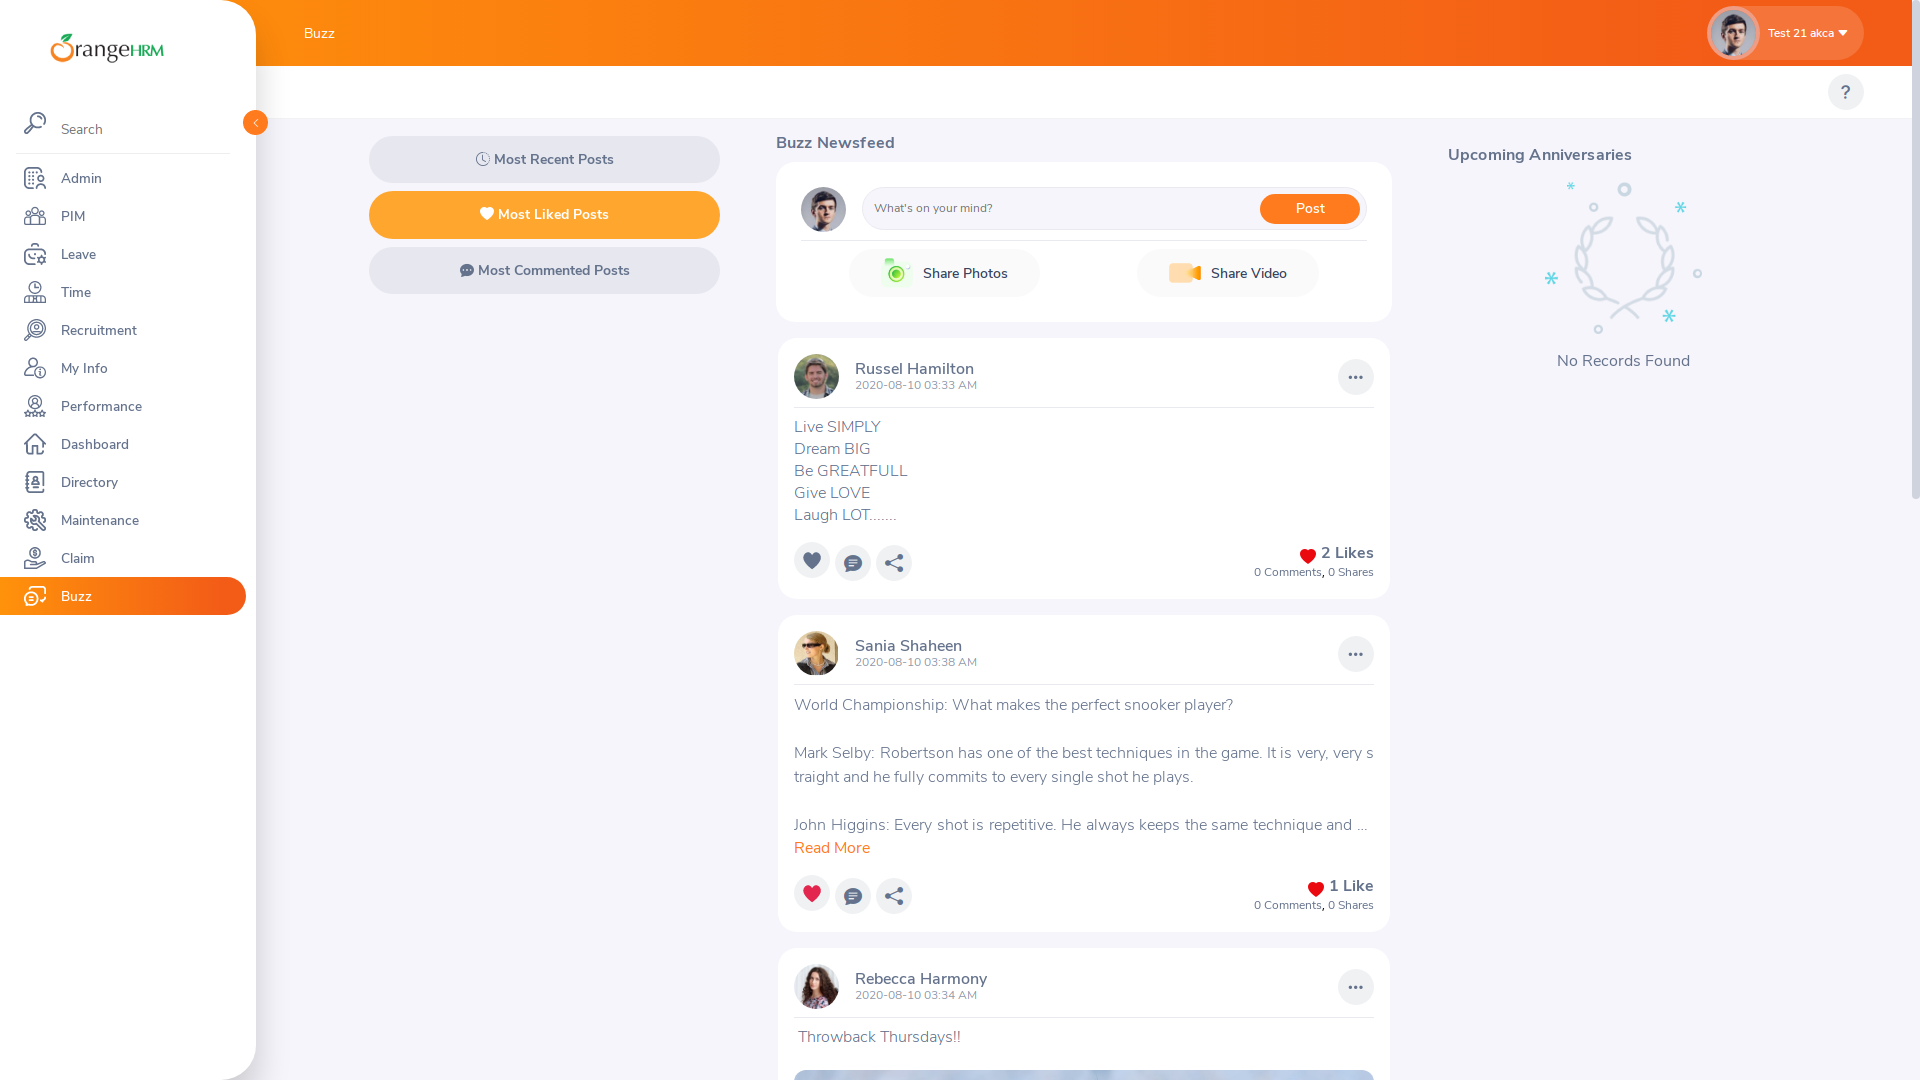 OrangeHRM
Search
Admin
PIM
Leave
Time
Recruitment
My Info
Performance
Dashboard
Directory
Maintenance
Claim
Buzz
Buzz
Test 21 akca
?
Most Recent Posts
Most Liked Posts
Most Commented Posts
Buzz Newsfeed
What's on your mind?
Post
Share Photos
Share Video
Russel Hamilton
2020-08-10 03:33 AM
Live SIMPLY
Dream BIG
Be GREATFULL
Give LOVE
Laugh LOT.......
2 Likes
0 Comments, 0 Shares
Sania Shaheen
2020-08-10 03:38 AM
World Championship: What makes the perfect snooker player?
Mark Selby: Robertson has one of the best techniques in the game. It is very, very s
traight and he fully commits to every single shot he plays.
John Higgins: Every shot is repetitive. He always keeps the same technique and ...
Read More
1 Like
0 Comments, 0 Shares
Rebecca Harmony
2020-08-10 03:34 AM
Throwback Thursdays!!
Upcoming Anniversaries
No Records Found